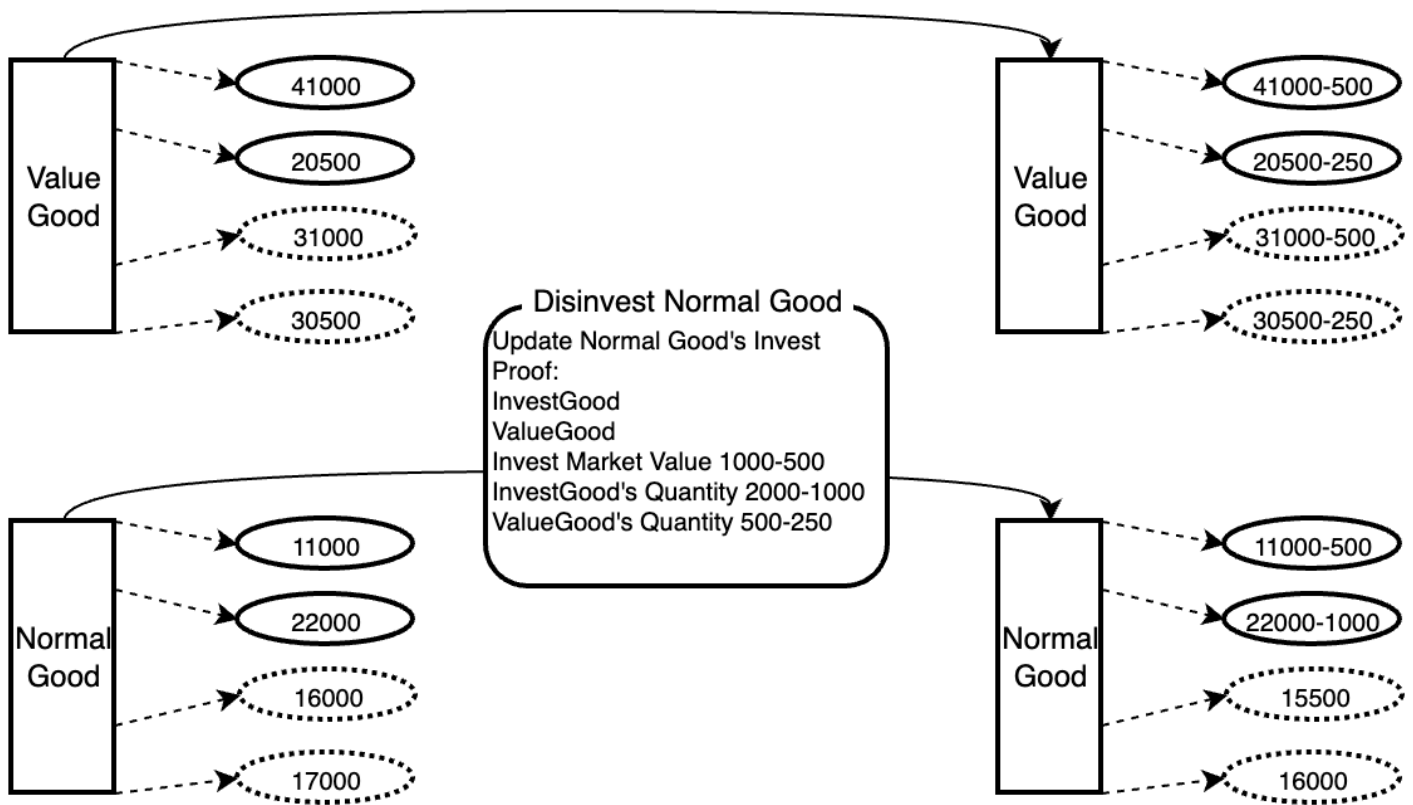 Value
Good
41000
20500
31000
30500
Value
Good
41000-500
20500-250
31000-500
30500-250
Disinvest Normal Good
Update Normal Good's Invest
Proof:
InvestGood
ValueGood
Invest Market Value 1000-500
InvestGood's Quantity 2000-1000
ValueGood's Quantity 500-250
Normal
Good
11000
22000
16000
17000
Normal
Good
11000-500
22000-1000
15500
16000